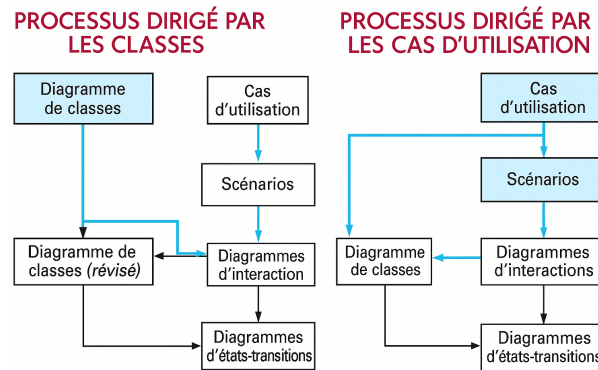 PROCESSUS DIRIGÉ PAR
LES CLASSES
Diagramme
de classes
Cas
d'utilisation
Scénarios
Diagramme de
classes (révisé)
Diagrammes
d'interaction
Diagrammes
d'états-transitions
PROCESSUS DIRIGÉ PAR
LES CAS D'UTILISATION
Cas
d'utilisation
Scénarios
Diagramme
de classes
Diagrammes
d'interactions
Diagrammes
d'états-transitions